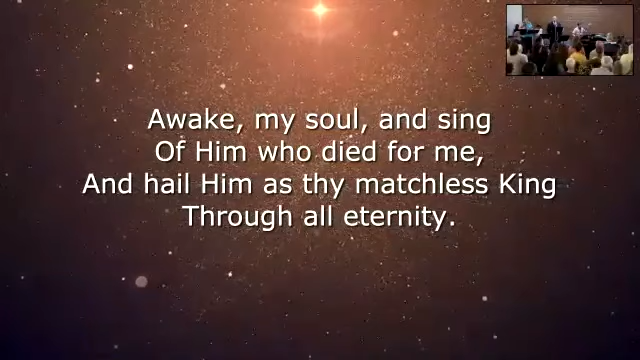 Awake, my soul, and sing
Of Him who died for me,
And hail Him as thy matchless King
Through all eternity.